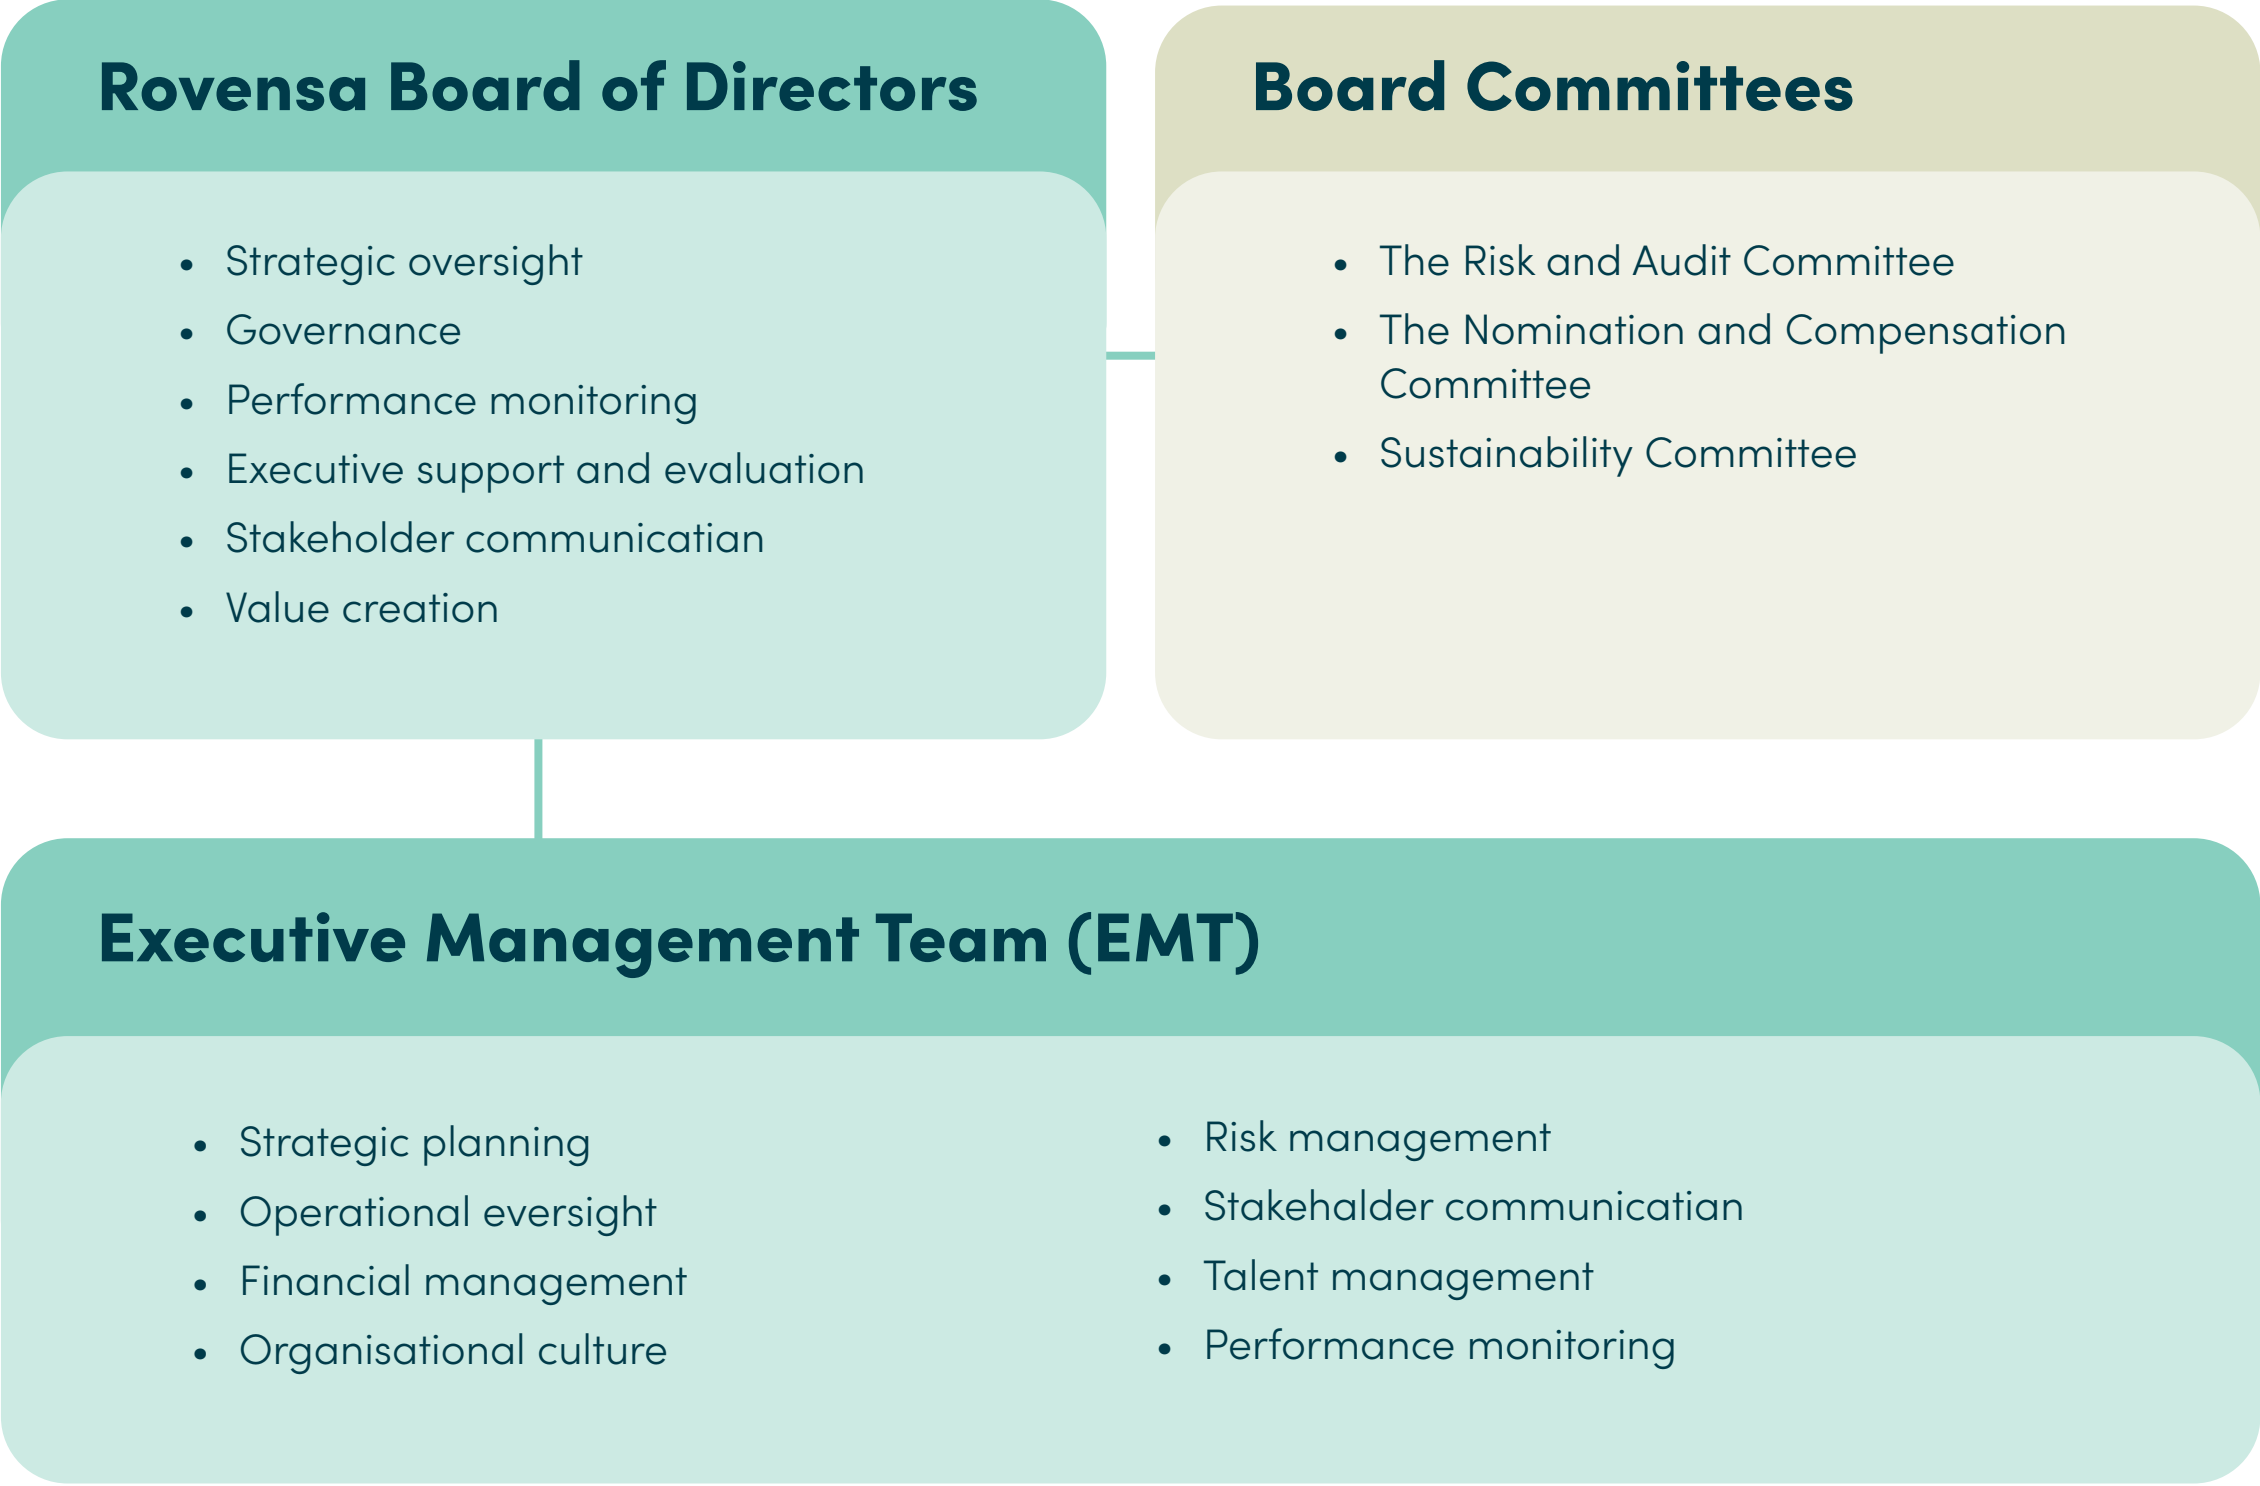 Rovensa Board of Directors
• Strategic oversight
• Governance
• Performance monitoring
• Executive support and evaluation
• Stakeholder communicatian
• Value creation
Board Committees
• The Risk and Audit Committee
• The Nomination and Compensation
Committee
• Sustainability Committee
Executive Management Team (EMT)
• Strategic planning
• Operational eversight
• Financial management
• Organisational culture
• Risk management
• Stakehalder communicatian
• Talent management
• Performance monitoring